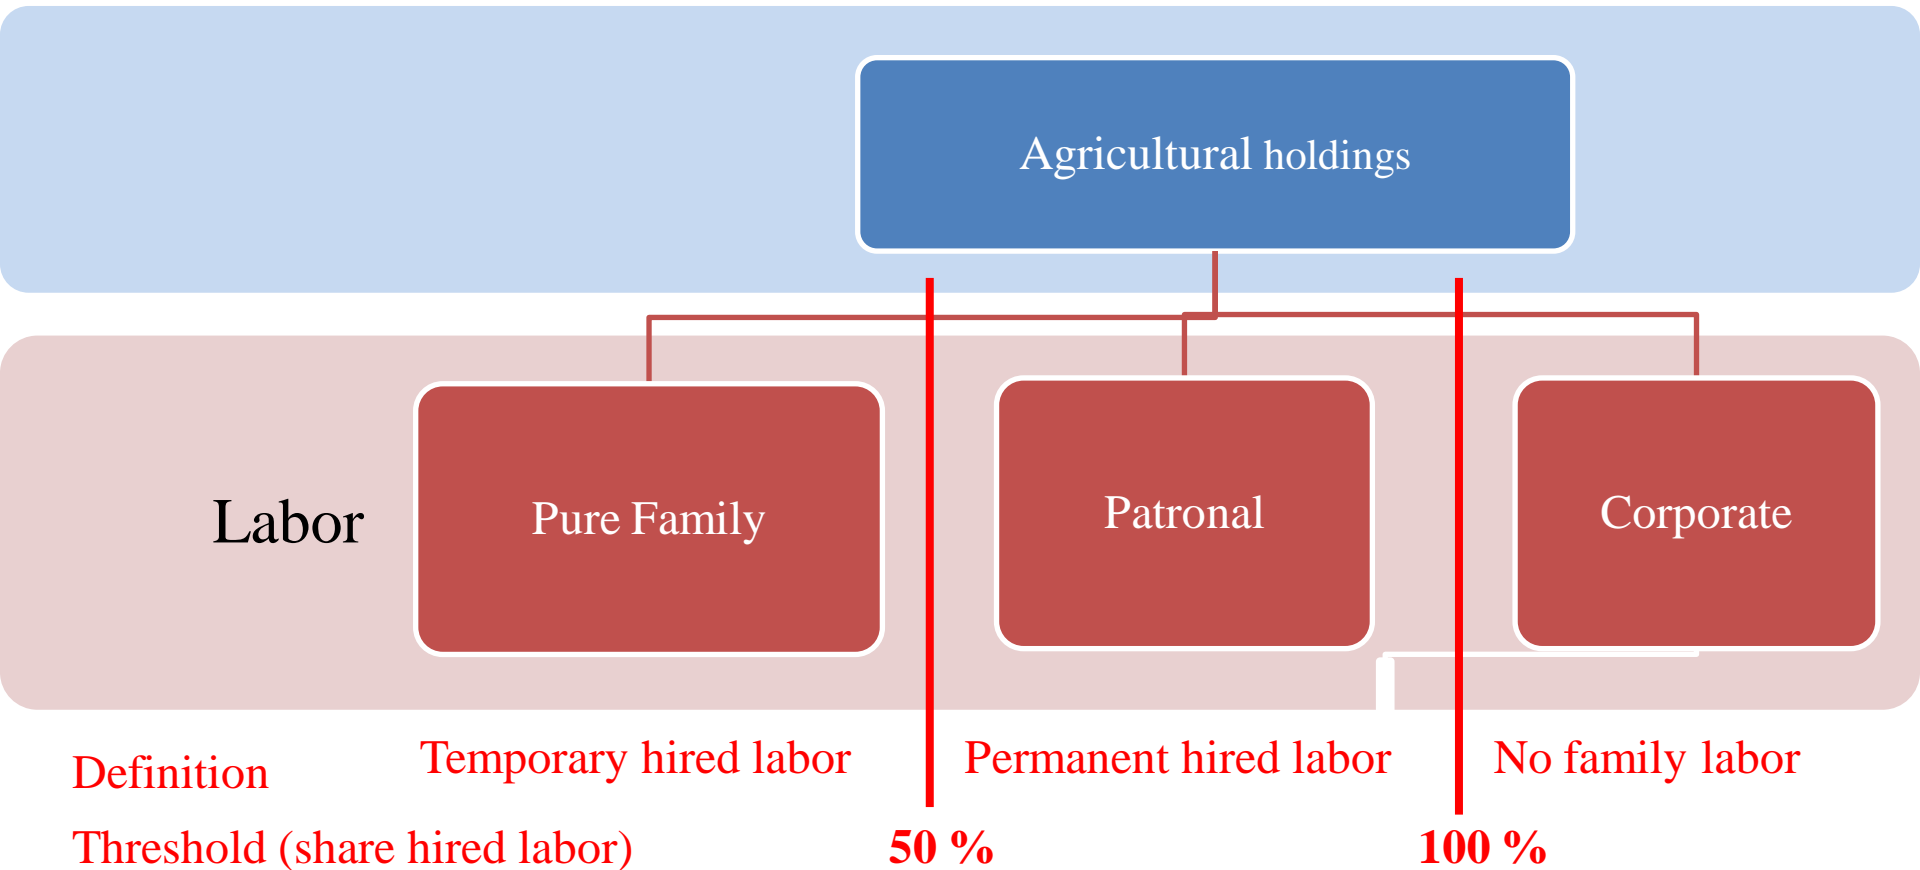 Agricultural holdings
Labor
Pure Family
Patronal
Corporate
Definition
Temporary hired labor
Permanent hired labor
No family labor
Threshold (share hired labor)
50 %
100 %